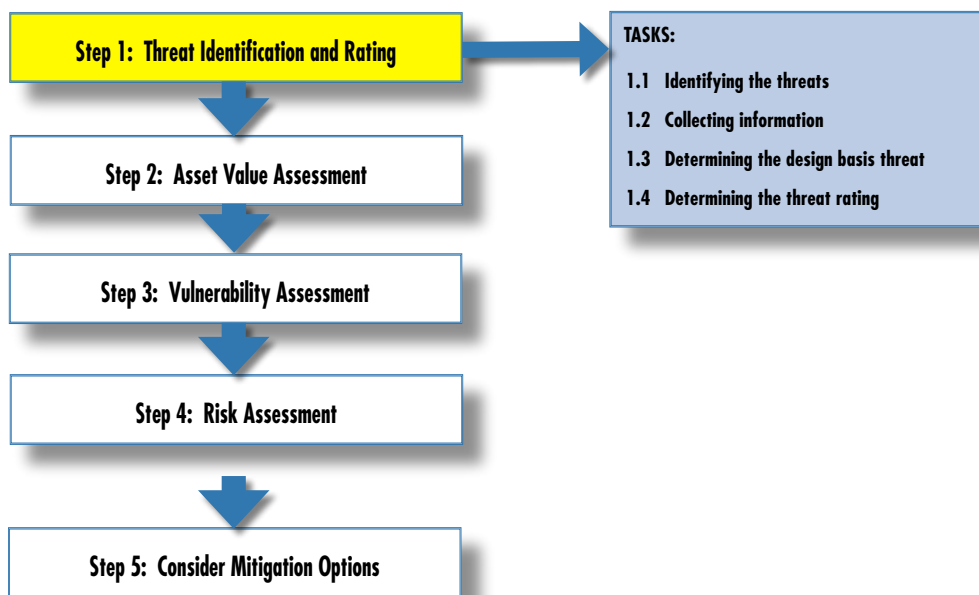 Step 1: Threat Identification and Rating
TASKS:
1.1 Identifying the threats
1.2 Collecting information
1.3 Determining the design basis threat
1.4 Determining the threat rating
Step 2: Asset Value Assessment
Step 3: Vulnerability Assessment
Step 4: Risk Assessment
Step 5: Consider Mitigation Options